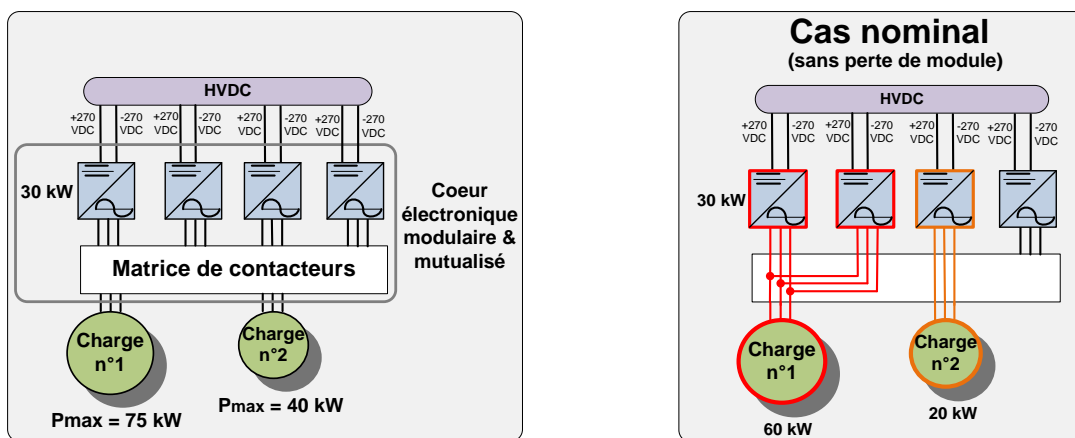 HVDC
+270 VDC
-270 VDC
+270 VDC
-270 VDC
+270 VDC
-270 VDC
+270 VDC
-270 VDC
30 kW
Coeur
électronique
modulaire &
mutualisé
Matrice de contacteurs
Charge
n°1
Charge
n°2
Pmax = 75 kW
Pmax = 40 kW
Cas nominal
(sans perte de module)
HVDC
+270 VDC
-270 VDC
+270 VDC
-270 VDC
+270 VDC
-270 VDC
+270 VDC
-270 VDC
30 kW
Charge
n°1
Charge
n°2
60 kW
20 kW